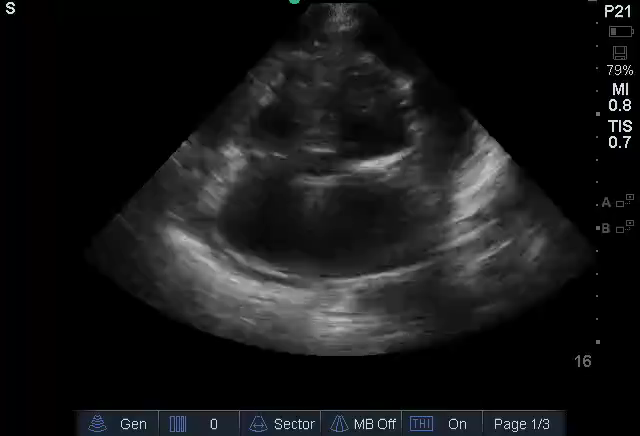 S
P21
79%
MI
0.8
TIS
0.7
A
B
16
Gen
0
Sector
MB Off
THI On
Page 1/3